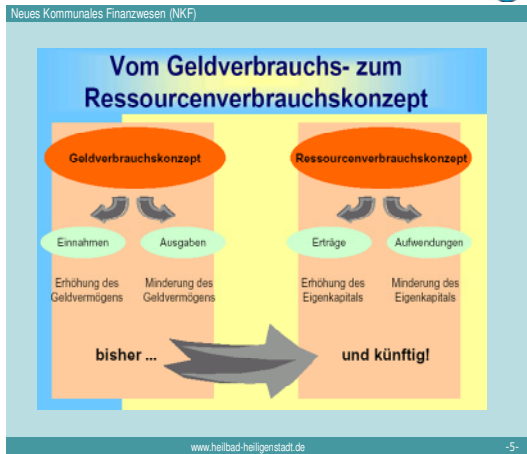 Neues Kommunales Finanzwesen (NKF)
Vom Geldverbrauchs- zum
Ressourcenverbrauchskonzept
Geldverbrauchskonzept
Ressourcenverbrauchskonzept
Einnahmen
Ausgaben
Erträge
Aufwendungen
Erhöhung des
Geldvermögens
Minderung des
Geldvermögens
Erhöhung des
Eigenkapitals
Minderung des
Eigenkapitals
bisher ...
und künftig!
www.heilbad-heiligenstadt.de
-5-